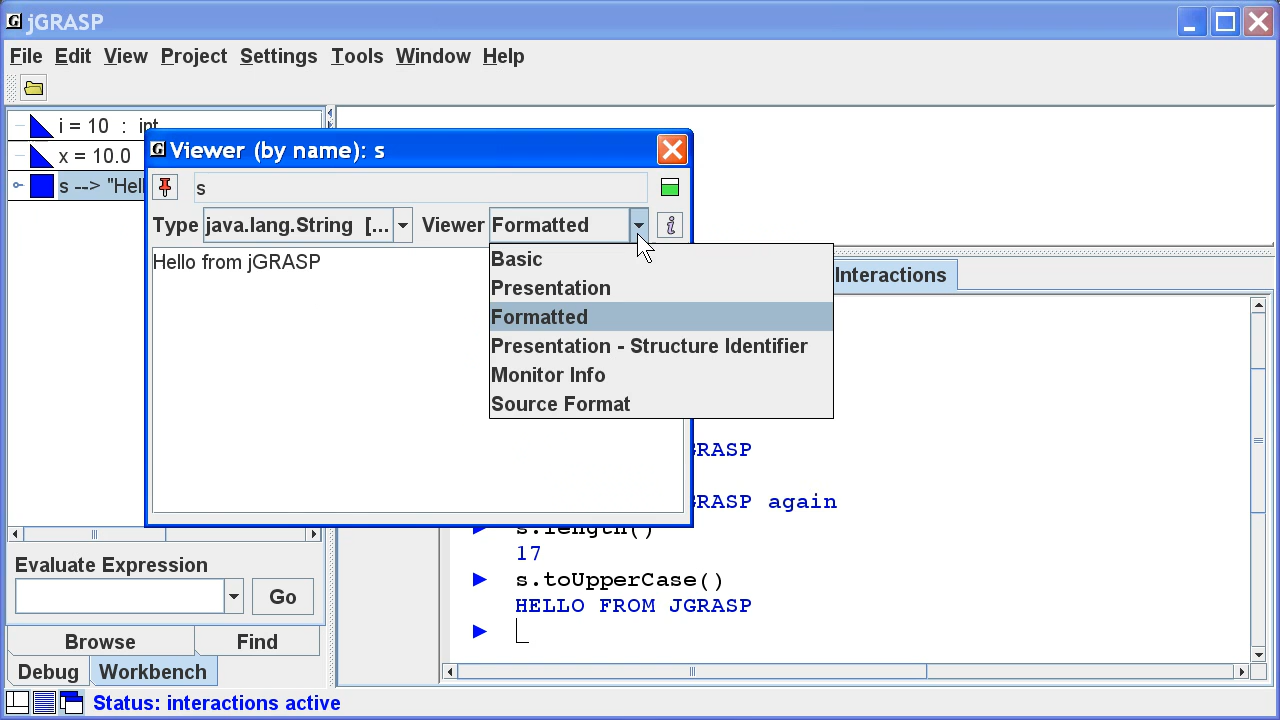 jGRASP
File Edit View Project Settings Tools Window Help
i = 10 : int
x = 10.0
s --> "Hell
Viewer (by name): s
s
Type java.lang.String [... Viewer Formatted
Hello from jGRASP
Basic
Presentation
Formatted
Presentation - Structure Identifier
Monitor Info
Source Format
Interactions
GRASP
GRASP again
s.length()
17
s.toUpperCase()
HELLO FROM JGRASP
Evaluate Expression
Go
Browse Find
Debug Workbench
Status: interactions active